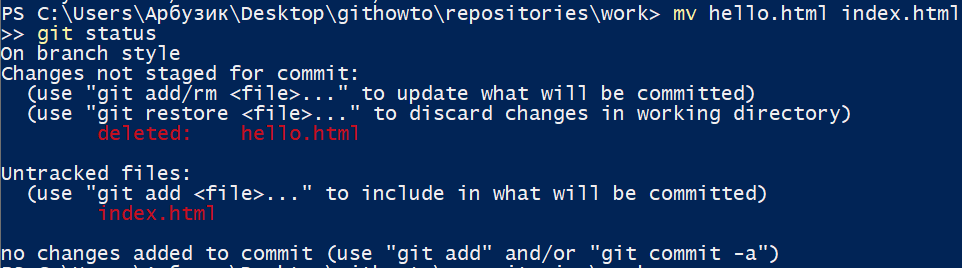 PS C:\Users\Арбузик\Desktop\githowto\repositories\work> mv hello.html index.html
>> git status
On branch style
Changes not staged for commit:
  (use "git add/rm <file>..." to update what will be committed)
  (use "git restore <file>..." to discard changes in working directory)
        deleted:    hello.html

Untracked files:
  (use "git add <file>..." to include in what will be committed)
        index.html

no changes added to commit (use "git add" and/or "git commit -a")